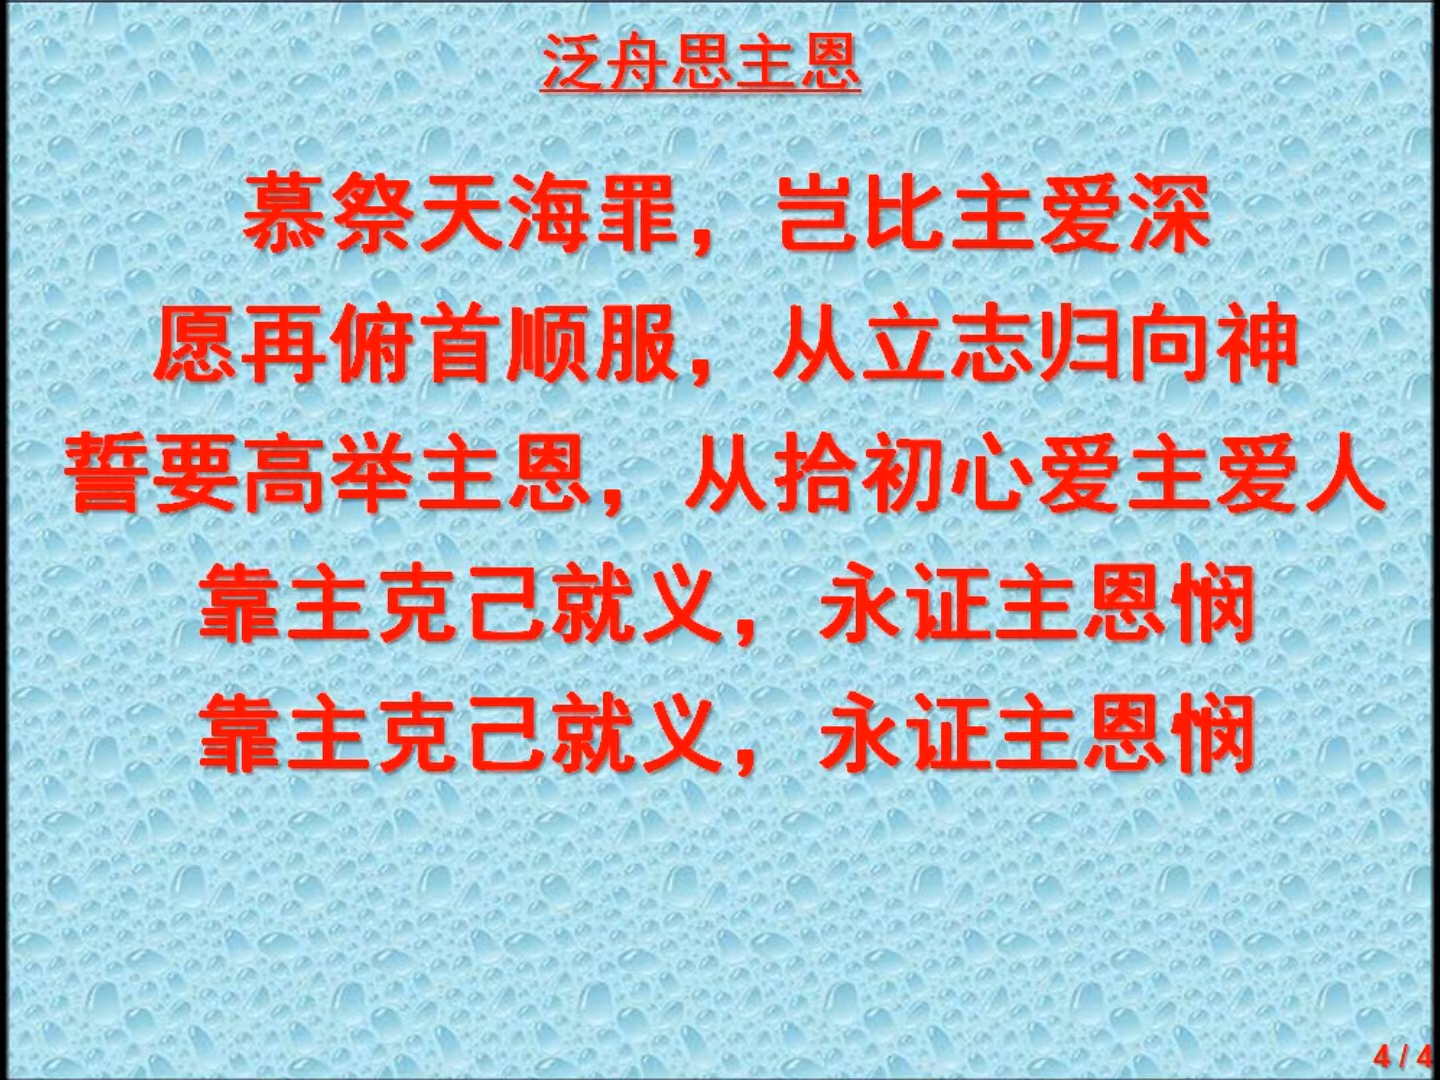 泛舟思主恩
慕祭天海罪，岂比主爱深
愿再俯首顺服，从立志归向神
誓要高举主恩，从拾初心爱主爱人
靠主克己就义，永证主恩悯
靠主克己就义，永证主恩悯
4 / 4